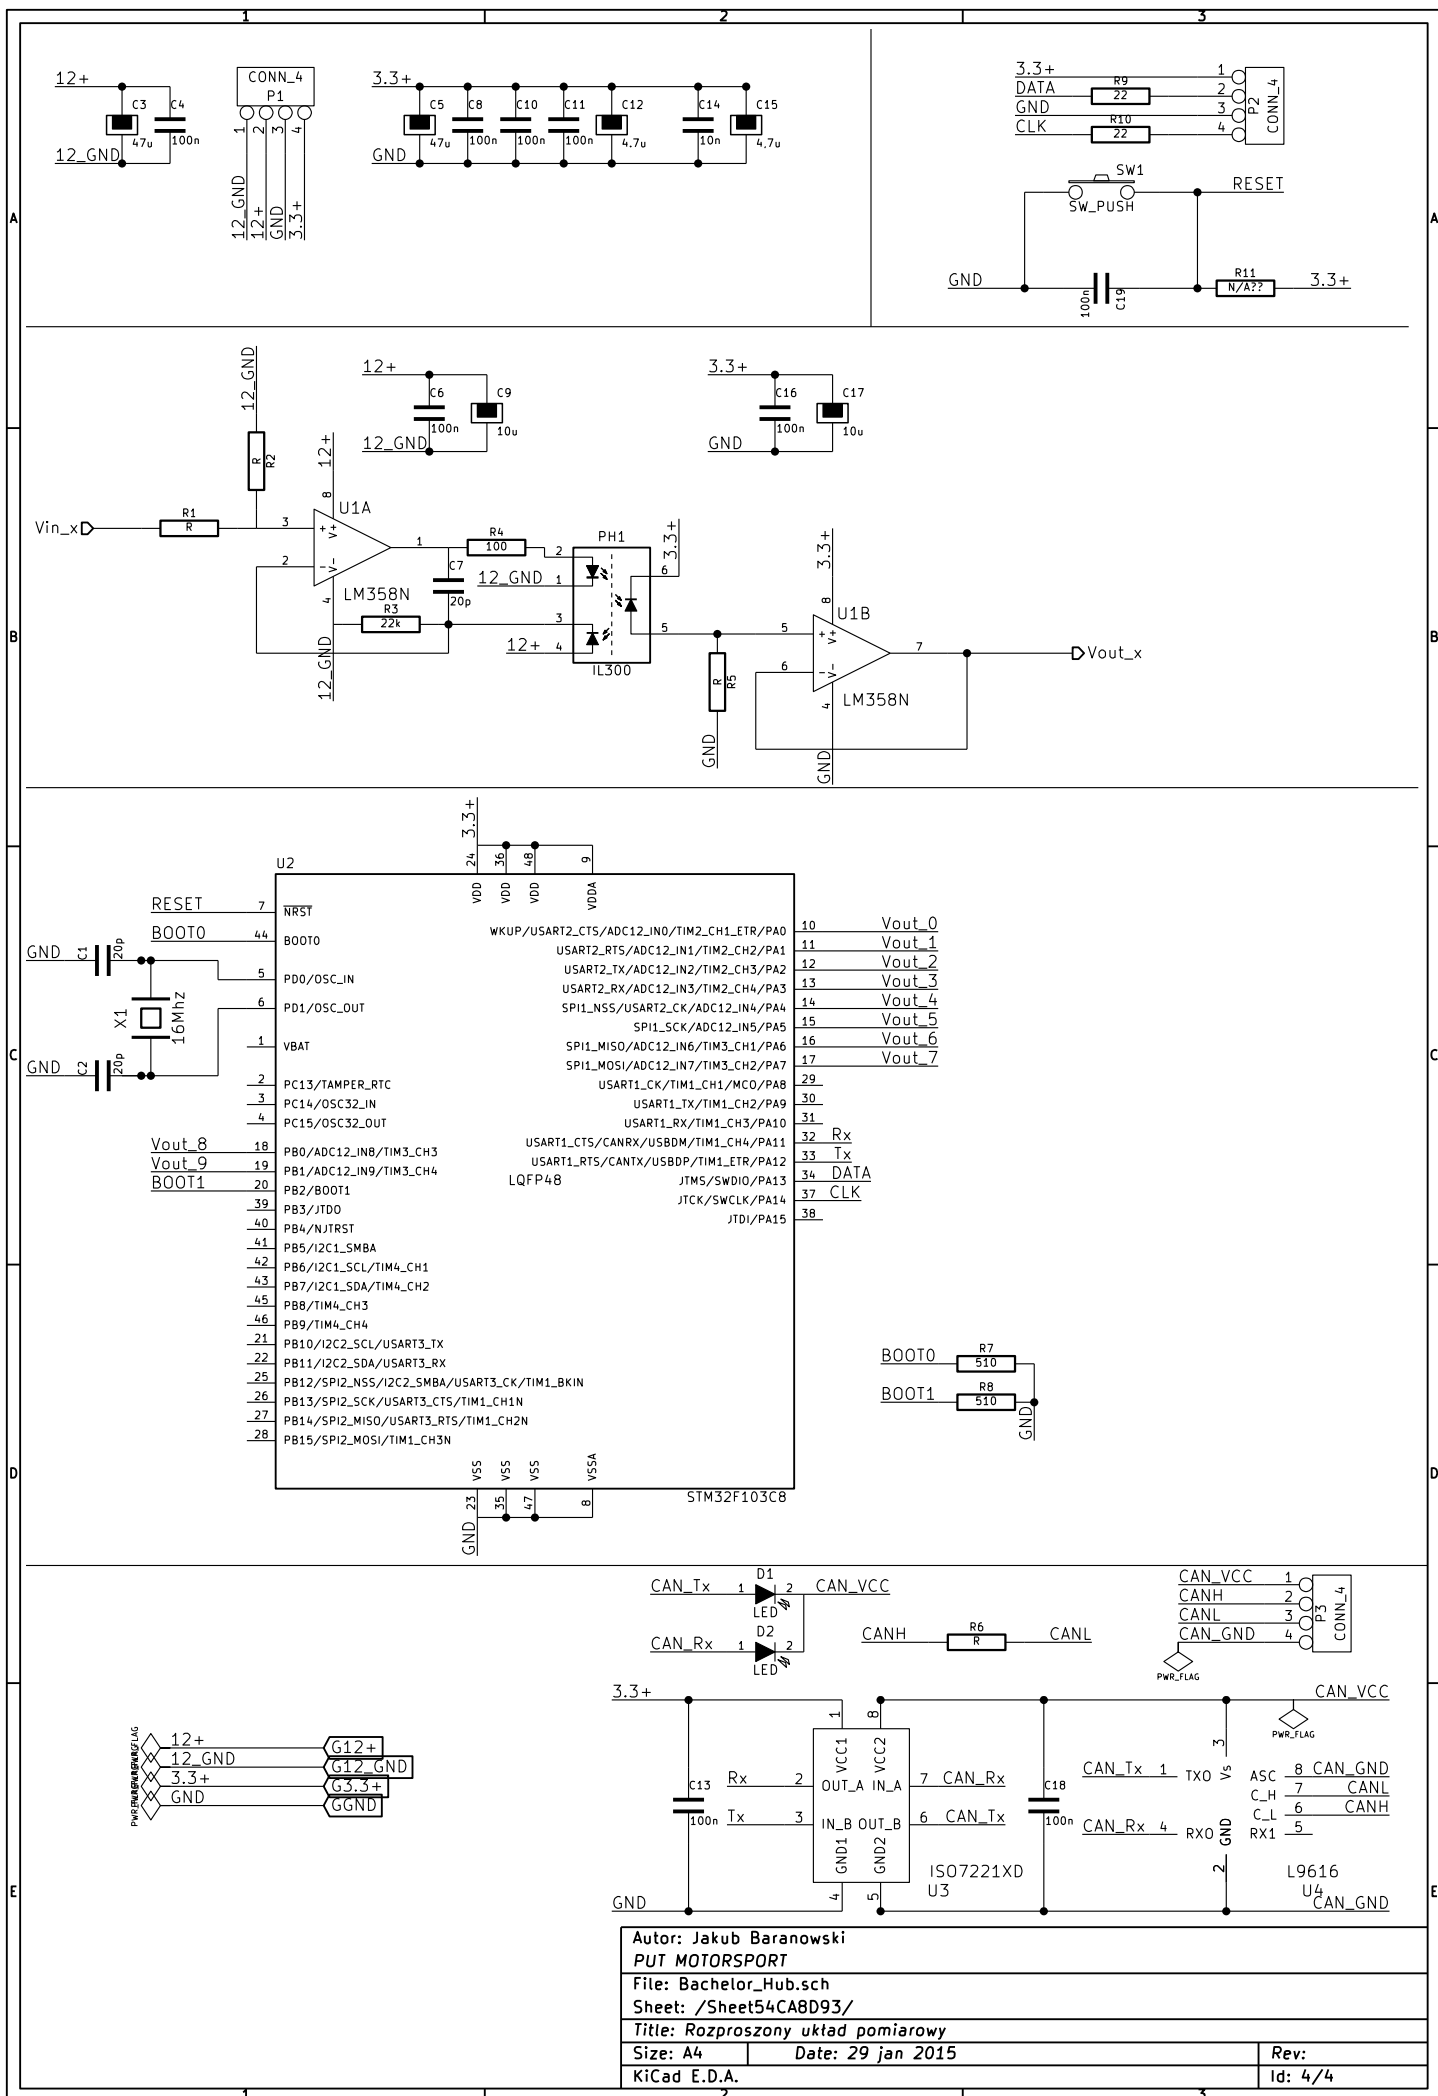 1 2 3
12+
C3
47u
C4
100n
12_GND
CONN_4
P1
1 2 3 4
12_GND
12+
GND
3.3+
3.3+
C5
47u
C8
100n
C10
100n
C11
100n
C12
4.7u
C14
10n
C15
4.7u
GND
3.3+ 1
DATA R9 22 2
GND 3
CLK R10 22 4
P2
CONN_4
SW1
SW_PUSH
RESET
GND
100n
C19
R11
N/A??
3.3+
A A
12_GND
R
R2
12+
C6
100n
C9
10u
12_GND
3.3+
C16
100n
C17
10u
GND
Vin_x
R1
R
12+
8
U1A
3
2
1
4
+
V+
-
V-
LM358N
R3
22k
12_GND
C7
20p
R4
100
12_GND
12+
PH1
2
1
3
4
6
5
IL300
3.3+
R
R5
GND
3.3+
8
U1B
5
6
7
4
+
V+
-
V-
LM358N
GND
Vout_x
B B
3.3+
24 36 48 9
VDD VDD VDD VDDA
U2
RESET 7 NRST
BOOT0 44 BOOT0
GND C1 20p
5 PD0/OSC_IN
6 PD1/OSC_OUT
X1
16Mhz
GND C2 20p
1 VBAT
2 PC13/TAMPER_RTC
3 PC14/OSC32_IN
4 PC15/OSC32_OUT
Vout_8 18 PB0/ADC12_IN8/TIM3_CH3
Vout_9 19 PB1/ADC12_IN9/TIM3_CH4
BOOT1 20 PB2/BOOT1
39 PB3/JTDO
40 PB4/NJTRST
41 PB5/I2C1_SMBA
42 PB6/I2C1_SCL/TIM4_CH1
43 PB7/I2C1_SDA/TIM4_CH2
45 PB8/TIM4_CH3
46 PB9/TIM4_CH4
21 PB10/I2C2_SCL/USART3_TX
22 PB11/I2C2_SDA/USART3_RX
25 PB12/SPI2_NSS/I2C2_SMBA/USART3_CK/TIM1_BKIN
26 PB13/SPI2_SCK/USART3_CTS/TIM1_CH1N
27 PB14/SPI2_MISO/USART3_RTS/TIM1_CH2N
28 PB15/SPI2_MOSI/TIM1_CH3N
WKUP/USART2_CTS/ADC12_IN0/TIM2_CH1_ETR/PA0 10 Vout_0
USART2_RTS/ADC12_IN1/TIM2_CH2/PA1 11 Vout_1
USART2_TX/ADC12_IN2/TIM2_CH3/PA2 12 Vout_2
USART2_RX/ADC12_IN3/TIM2_CH4/PA3 13 Vout_3
SPI1_NSS/USART2_CK/ADC12_IN4/PA4 14 Vout_4
SPI1_SCK/ADC12_IN5/PA5 15 Vout_5
SPI1_MISO/ADC12_IN6/TIM3_CH1/PA6 16 Vout_6
SPI1_MOSI/ADC12_IN7/TIM3_CH2/PA7 17 Vout_7
USART1_CK/TIM1_CH1/MCO/PA8 29
USART1_TX/TIM1_CH2/PA9 30
USART1_RX/TIM1_CH3/PA10 31
USART1_CTS/CANRX/USBDM/TIM1_CH4/PA11 32 Rx
USART1_RTS/CANTX/USBDP/TIM1_ETR/PA12 33 Tx
JTMS/SWDIO/PA13 34 DATA
JTCK/SWCLK/PA14 37 CLK
JTDI/PA15 38
LQFP48
VSS VSS VSS VSSA
23 35 47 8
GND
STM32F103C8
C C
BOOT0 R7 510
BOOT1 R8 510
GND
D D
CAN_Tx 1 D1 2 CAN_VCC
LED
CAN_Rx 1 D2 2
LED
CANH R6 R CANL
CAN_VCC 1
CANH 2
CANL 3
CAN_GND 4
P3
CONN_4
PWR_FLAG
12+ G12+
12_GND G12_GND
3.3+ G3.3+
GND GGND
PWR_FLAG
3.3+
C13
100n
GND
1 8
VCC1 VCC2
Rx 2 OUT_A IN_A 7 CAN_Rx
Tx 3 IN_B OUT_B 6 CAN_Tx
GND1 GND2
4 5
ISO7221XD
U3
C18
100n
CAN_VCC
PWR_FLAG
3
Vs
CAN_Tx 1 TXO
CAN_Rx 4 RXO
GND
2
ASC 8 CAN_GND
C_H 7 CANL
C_L 6 CANH
RX1 5
L9616
U4
CAN_GND
E E
Autor: Jakub Baranowski
PUT MOTORSPORT
File: Bachelor_Hub.sch
Sheet: /Sheet54CA8D93/
Title: Rozproszony układ pomiarowy
Size: A4 Date: 29 jan 2015 Rev:
KiCad E.D.A. Id: 4/4
1 2 3